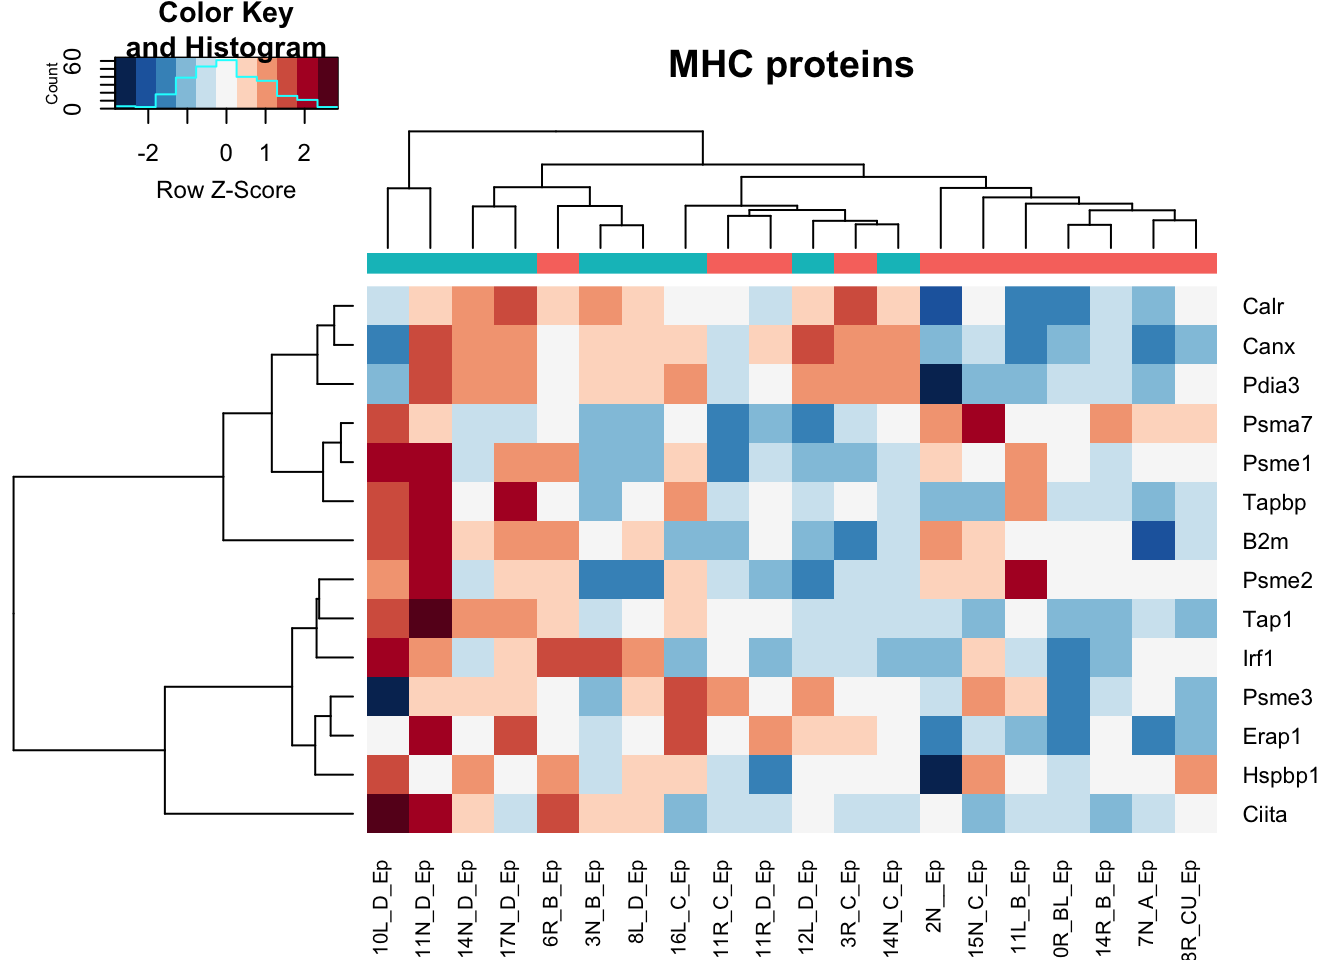 Color Key
and Histogram
Count
0 60
-2 0 1 2
Row Z-Score
MHC proteins
Calr
Canx
Pdia3
Psma7
Psme1
Tapbp
B2m
Psme2
Tap1
Irf1
Psme3
Erap1
Hspbp1
Ciita
10L_D_Ep
11N_D_Ep
14N_D_Ep
17N_D_Ep
6R_B_Ep
3N_B_Ep
8L_D_Ep
16L_C_Ep
11R_C_Ep
11R_D_Ep
12L_D_Ep
3R_C_Ep
14N_C_Ep
2N__Ep
15N_C_Ep
11L_B_Ep
0R_BL_Ep
14R_B_Ep
7N_A_Ep
8R_CU_Ep